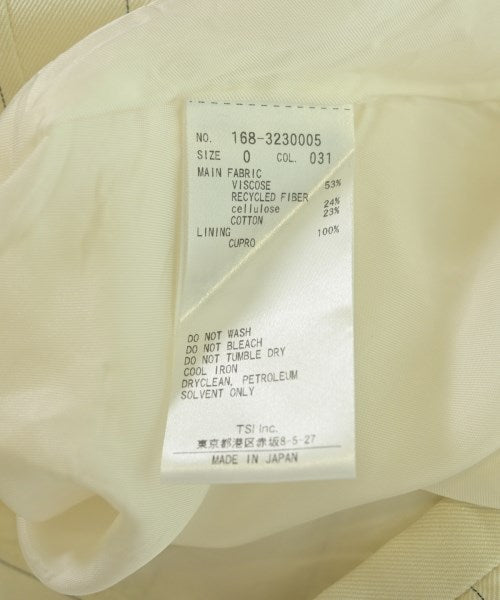 NO. 168-3230005
SIZE 0 COL. 031
MAIN FABRIC
VISCOSE 53%
RECYCLED FIBER
cellulose 24%
COTTON 23%
LINING
CUPRO 100%
DO NOT WASH
DO NOT BLEACH
DO NOT TUMBLE DRY
COOL IRON
DRYCLEAN, PETROLEUM
SOLVENT ONLY
TSI Inc.
東京都港区赤坂8-5-27
MADE IN JAPAN